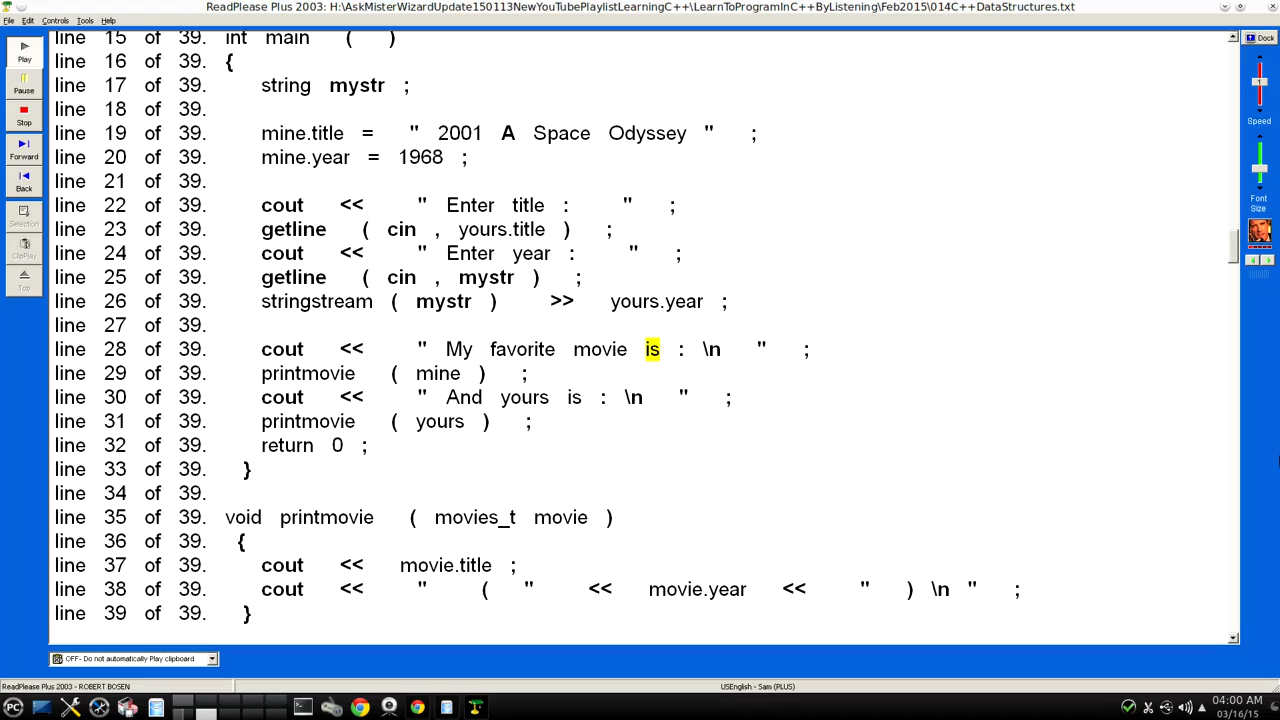 ReadPlease Plus 2003: H:\AskMisterWizardUpdate150113NewYouTubePlaylistLearningC++\LearnToProgramInC++ByListening\Feb2015\014C++DataStructures.txt
File Edit Controls Tools Help
Play
Pause
Stop
Forward
Back
Selection
ClipPlay
Top
Dock
Speed
Font Size
line 15 of 39. int main ( )
line 16 of 39. {
line 17 of 39. string mystr ;
line 18 of 39.
line 19 of 39. mine.title = " 2001 A Space Odyssey " ;
line 20 of 39. mine.year = 1968 ;
line 21 of 39.
line 22 of 39. cout << " Enter title : " ;
line 23 of 39. getline ( cin , yours.title ) ;
line 24 of 39. cout << " Enter year : " ;
line 25 of 39. getline ( cin , mystr ) ;
line 26 of 39. stringstream ( mystr ) >> yours.year ;
line 27 of 39.
line 28 of 39. cout << " My favorite movie is : \n " ;
line 29 of 39. printmovie ( mine ) ;
line 30 of 39. cout << " And yours is : \n " ;
line 31 of 39. printmovie ( yours ) ;
line 32 of 39. return 0 ;
line 33 of 39. }
line 34 of 39.
line 35 of 39. void printmovie ( movies_t movie )
line 36 of 39. {
line 37 of 39. cout << movie.title ;
line 38 of 39. cout << " ( " << movie.year << " ) \n " ;
line 39 of 39. }
OFF- Do not automatically Play clipboard
ReadPlease Plus 2003 - ROBERT BOSEN
USEnglish - Sam (PLUS)
PC
04:00 AM
03/16/15